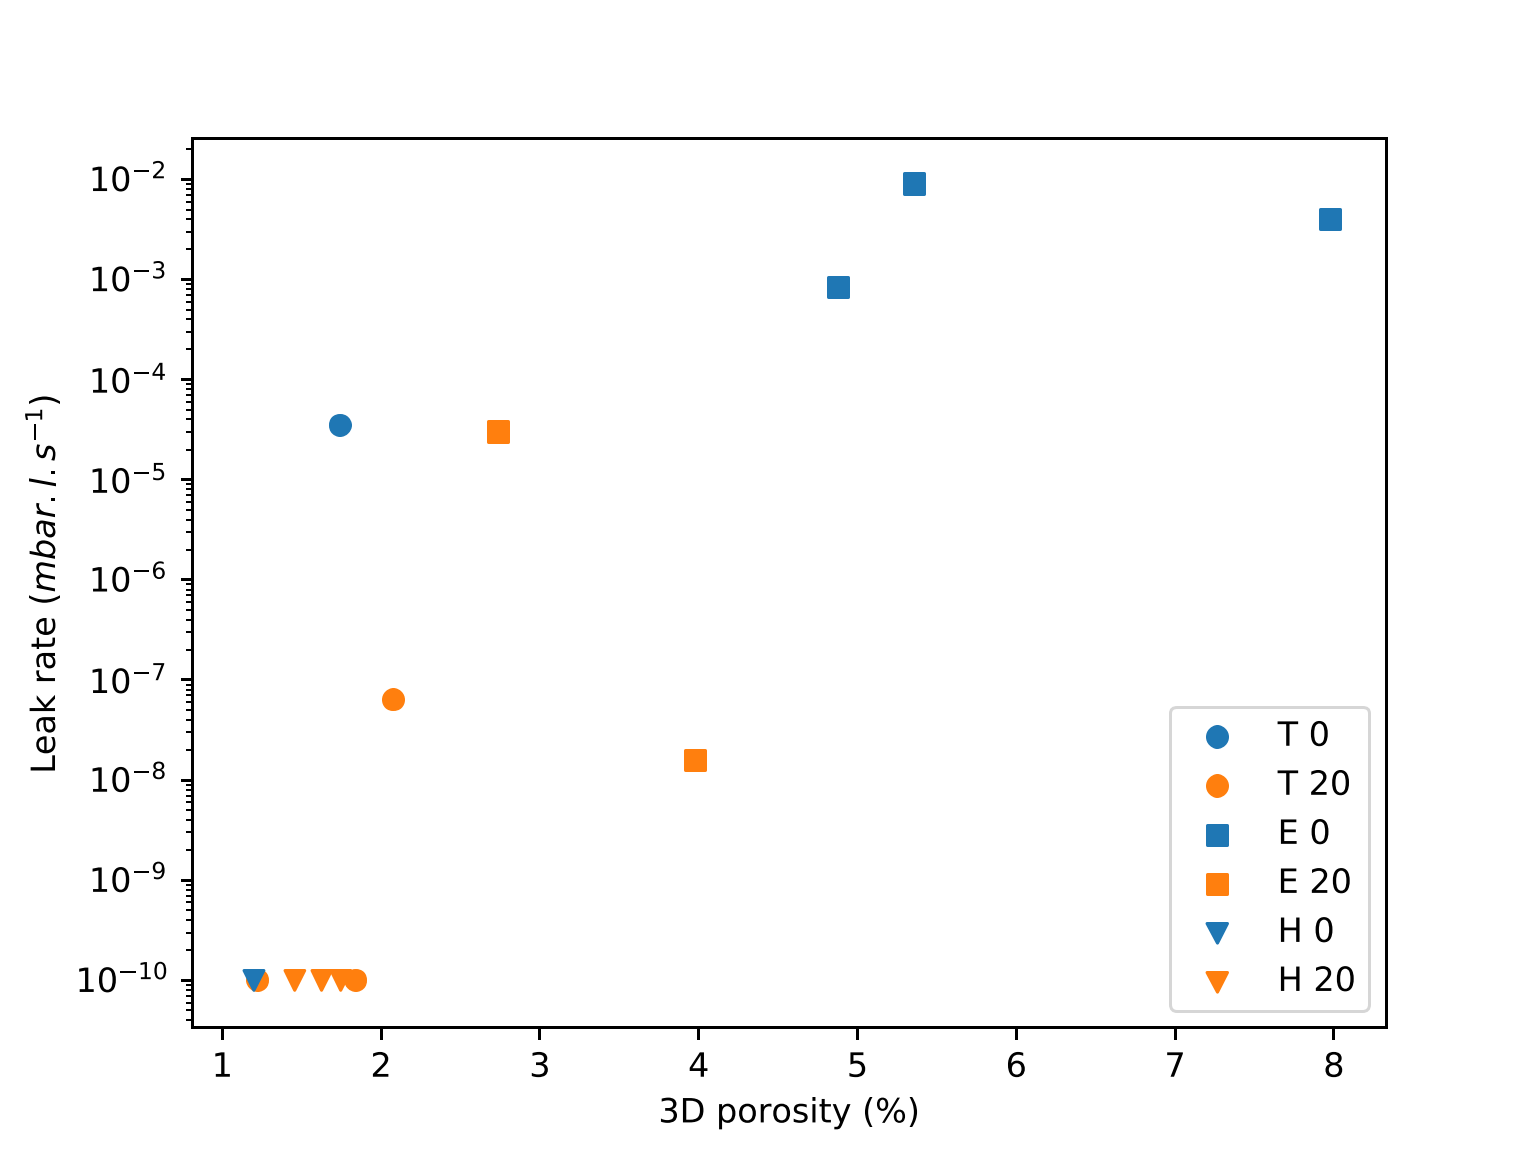 10⁻²
10⁻³
10⁻⁴
10⁻⁵
10⁻⁶
10⁻⁷
10⁻⁸
10⁻⁹
10⁻¹⁰
Leak rate (mbar.l.s⁻¹)
T 0
T 20
E 0
E 20
H 0
H 20
1 2 3 4 5 6 7 8
3D porosity (%)